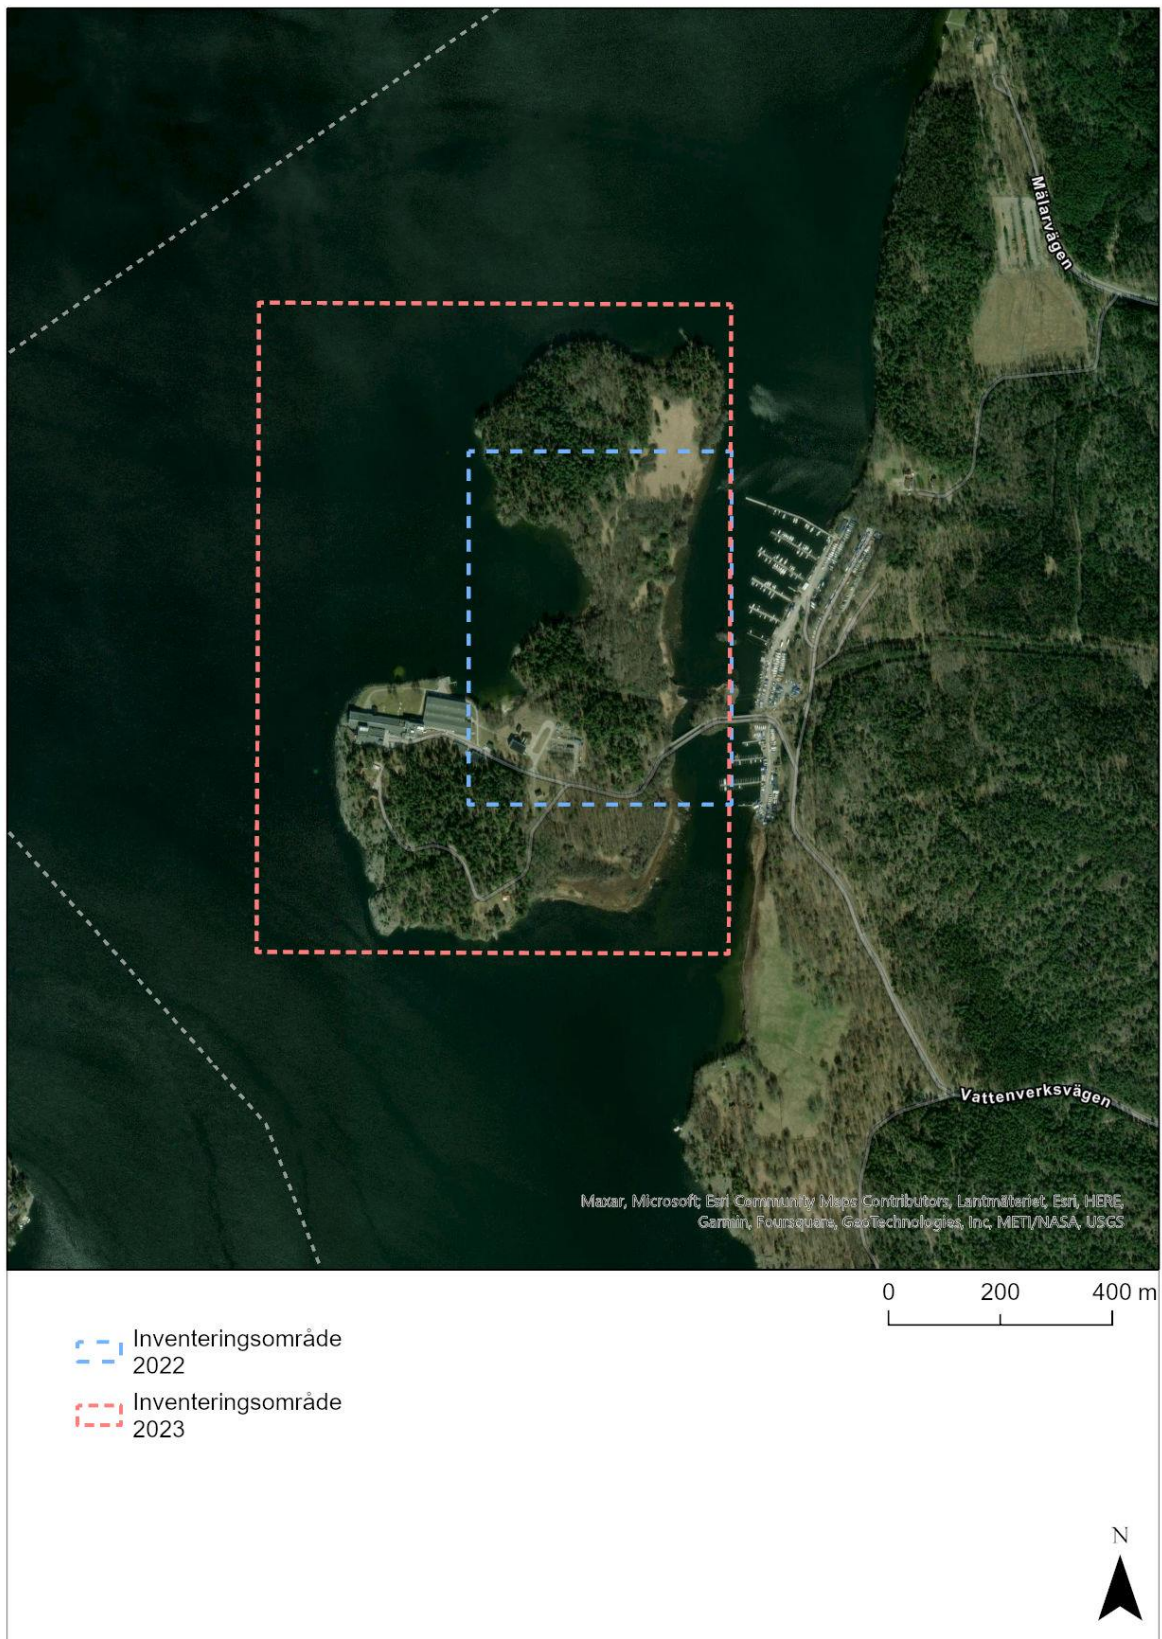 Mälarvägen
Vattenverksvägen
Maxar, Microsoft, Esri Community Maps Contributors, Lantmäteriet, Esri, HERE,
Garmin, Foursquare, GeoTechnologies, Inc, METI/NASA, USGS
0 200 400 m
Inventeringsområde
2022
Inventeringsområde
2023
N